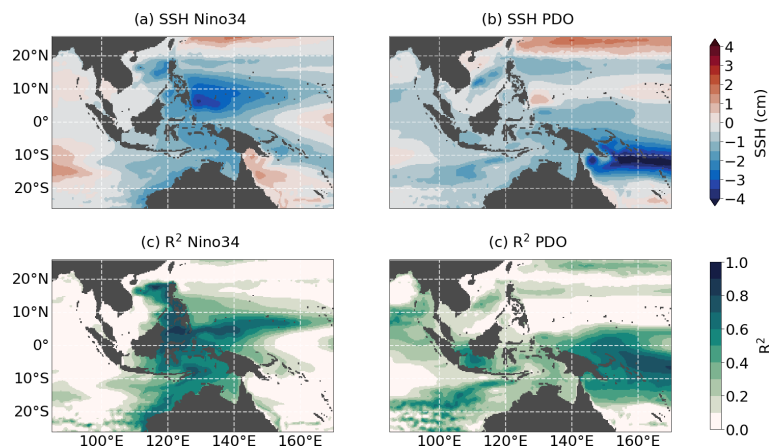 (a) SSH Nino34
(b) SSH PDO
20°N
10°N
0°
10°S
20°S
4
3
2
1
0
−1
−2
−3
−4
SSH (cm)
(c) R² Nino34
(c) R² PDO
20°N
10°N
0°
10°S
20°S
100°E 120°E 140°E 160°E
100°E 120°E 140°E 160°E
1.0
0.8
0.6
0.4
0.2
0.0
R²